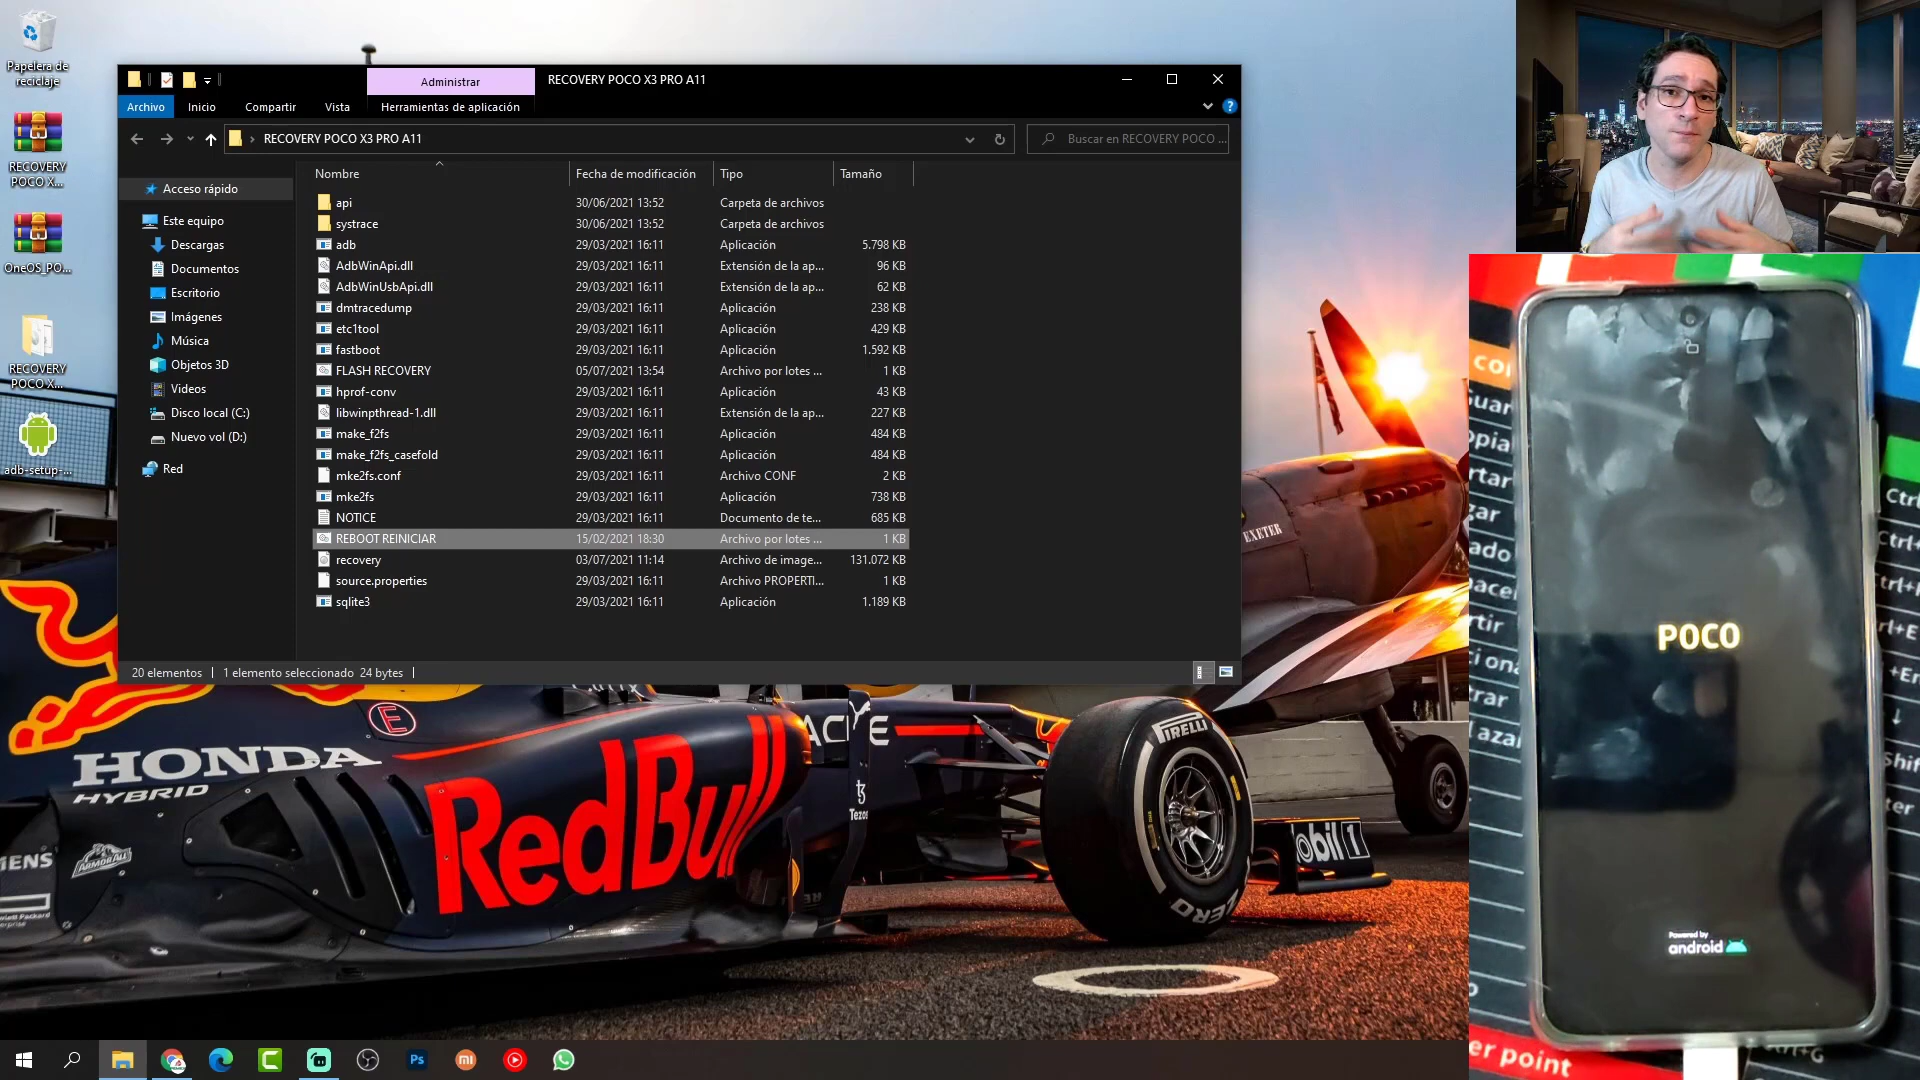 Papelera de
reciclaje
RECOVERY
POCO X...
OneOS_PO...
RECOVERY
POCO X...
adb-setup-...
Administrar
RECOVERY POCO X3 PRO A11
Archivo
Inicio
Compartir
Vista
Herramientas de aplicación
RECOVERY POCO X3 PRO A11
Buscar en RECOVERY POCO ...
Acceso rápido
Este equipo
Descargas
Documentos
Escritorio
Imágenes
Música
Objetos 3D
Videos
Disco local (C:)
Nuevo vol (D:)
Red
Nombre Fecha de modificación Tipo Tamaño
api 30/06/2021 13:52 Carpeta de archivos
systrace 30/06/2021 13:52 Carpeta de archivos
adb 29/03/2021 16:11 Aplicación 5.798 KB
AdbWinApi.dll 29/03/2021 16:11 Extensión de la ap... 96 KB
AdbWinUsbApi.dll 29/03/2021 16:11 Extensión de la ap... 62 KB
dmtracedump 29/03/2021 16:11 Aplicación 238 KB
etc1tool 29/03/2021 16:11 Aplicación 429 KB
fastboot 29/03/2021 16:11 Aplicación 1.592 KB
FLASH RECOVERY 05/07/2021 13:54 Archivo por lotes ... 1 KB
hprof-conv 29/03/2021 16:11 Aplicación 43 KB
libwinpthread-1.dll 29/03/2021 16:11 Extensión de la ap... 227 KB
make_f2fs 29/03/2021 16:11 Aplicación 484 KB
make_f2fs_casefold 29/03/2021 16:11 Aplicación 484 KB
mke2fs.conf 29/03/2021 16:11 Archivo CONF 2 KB
mke2fs 29/03/2021 16:11 Aplicación 738 KB
NOTICE 29/03/2021 16:11 Documento de te... 685 KB
REBOOT REINICIAR 15/02/2021 18:30 Archivo por lotes ... 1 KB
recovery 03/07/2021 11:14 Archivo de image... 131.072 KB
source.properties 29/03/2021 16:11 Archivo PROPERTI... 1 KB
sqlite3 29/03/2021 16:11 Aplicación 1.189 KB
20 elementos
1 elemento seleccionado 24 bytes
EXETER
HONDA
HYBRID
RedBull
PIRELLI
ZERO
ARMOR ALL
Mobil 1
POCO
Powered by
android
Ps